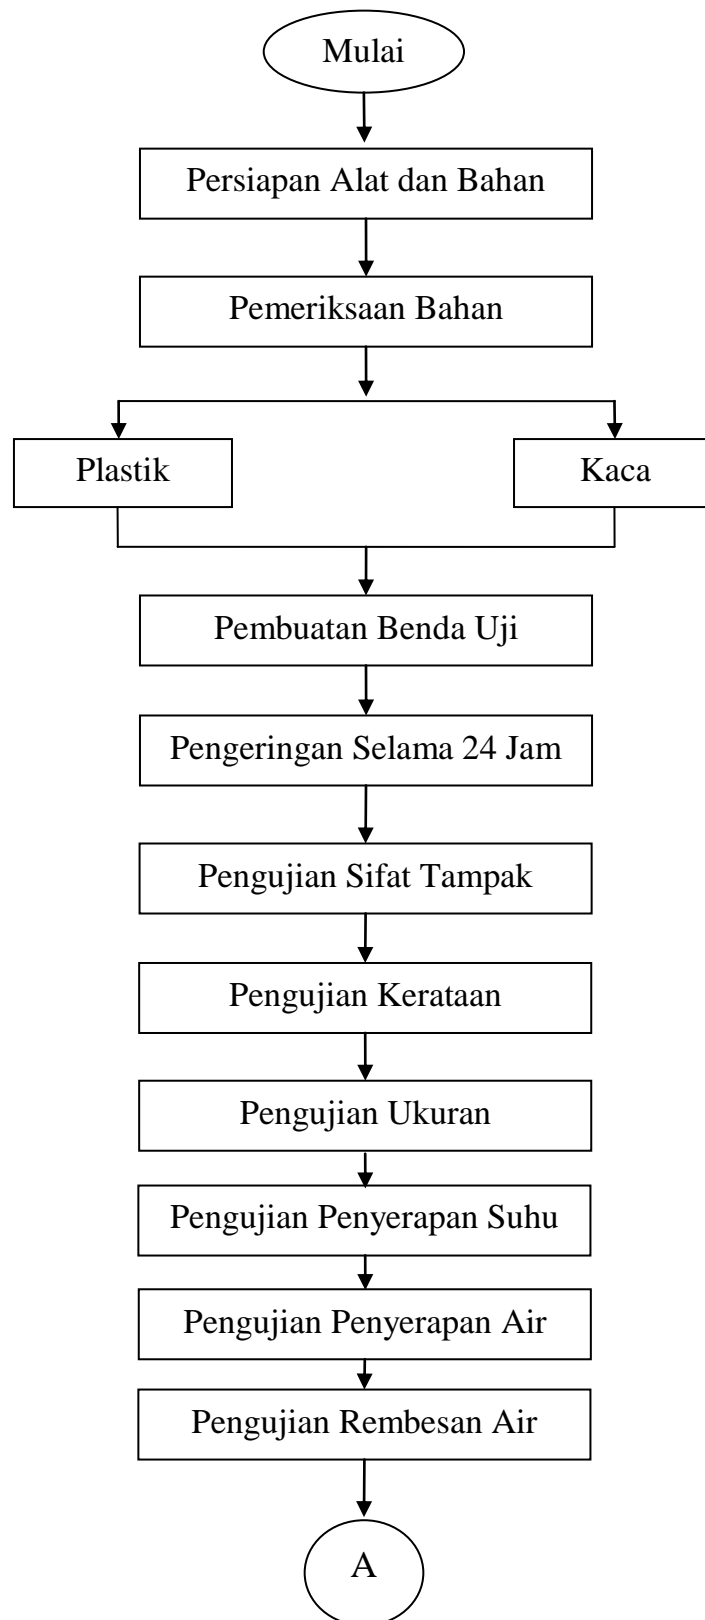 Mulai
Persiapan Alat dan Bahan
Pemeriksaan Bahan
Plastik
Kaca
Pembuatan Benda Uji
Pengeringan Selama 24 Jam
Pengujian Sifat Tampak
Pengujian Kerataan
Pengujian Ukuran
Pengujian Penyerapan Suhu
Pengujian Penyerapan Air
Pengujian Rembesan Air
A